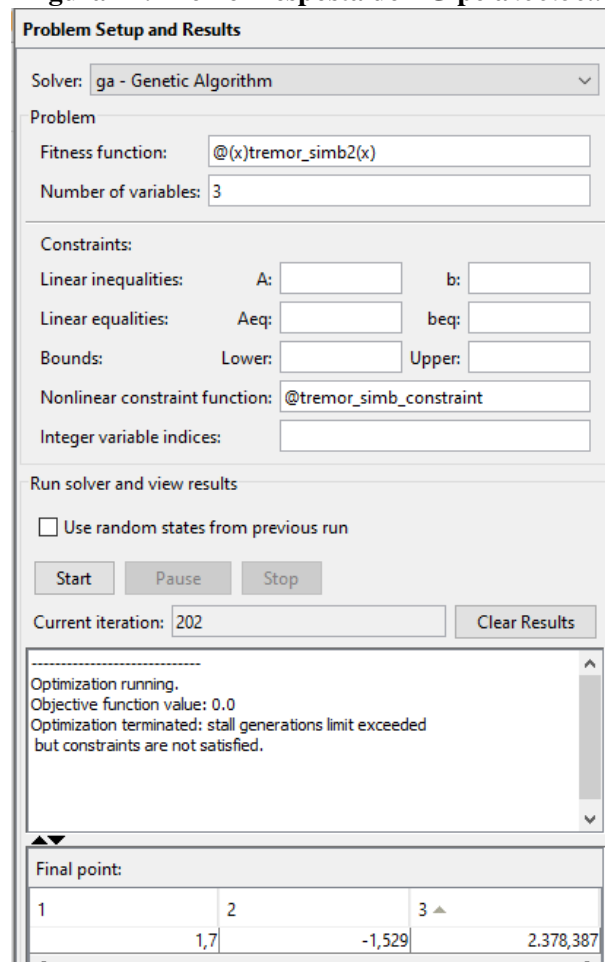 Problem Setup and Results
Solver: ga - Genetic Algorithm
Problem
Fitness function: @(x)tremor_simb2(x)
Number of variables: 3
Constraints:
Linear inequalities: A: b:
Linear equalities: Aeq: beq:
Bounds: Lower: Upper:
Nonlinear constraint function: @tremor_simb_constraint
Integer variable indices:
Run solver and view results
Use random states from previous run
Start Pause Stop
Current iteration: 202 Clear Results
-----------------------------
Optimization running.
Objective function value: 0.0
Optimization terminated: stall generations limit exceeded
but constraints are not satisfied.
Final point:
1 2 3
1,7 -1,529 2.378,387